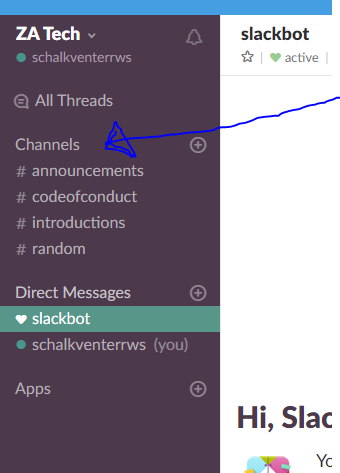 ZA Tech
schalkventerrws
All Threads
Channels
# announcements
# codeofconduct
# introductions
# random
Direct Messages
slackbot
schalkventerrws (you)
Apps
slackbot
active
Hi, Slac
Yo